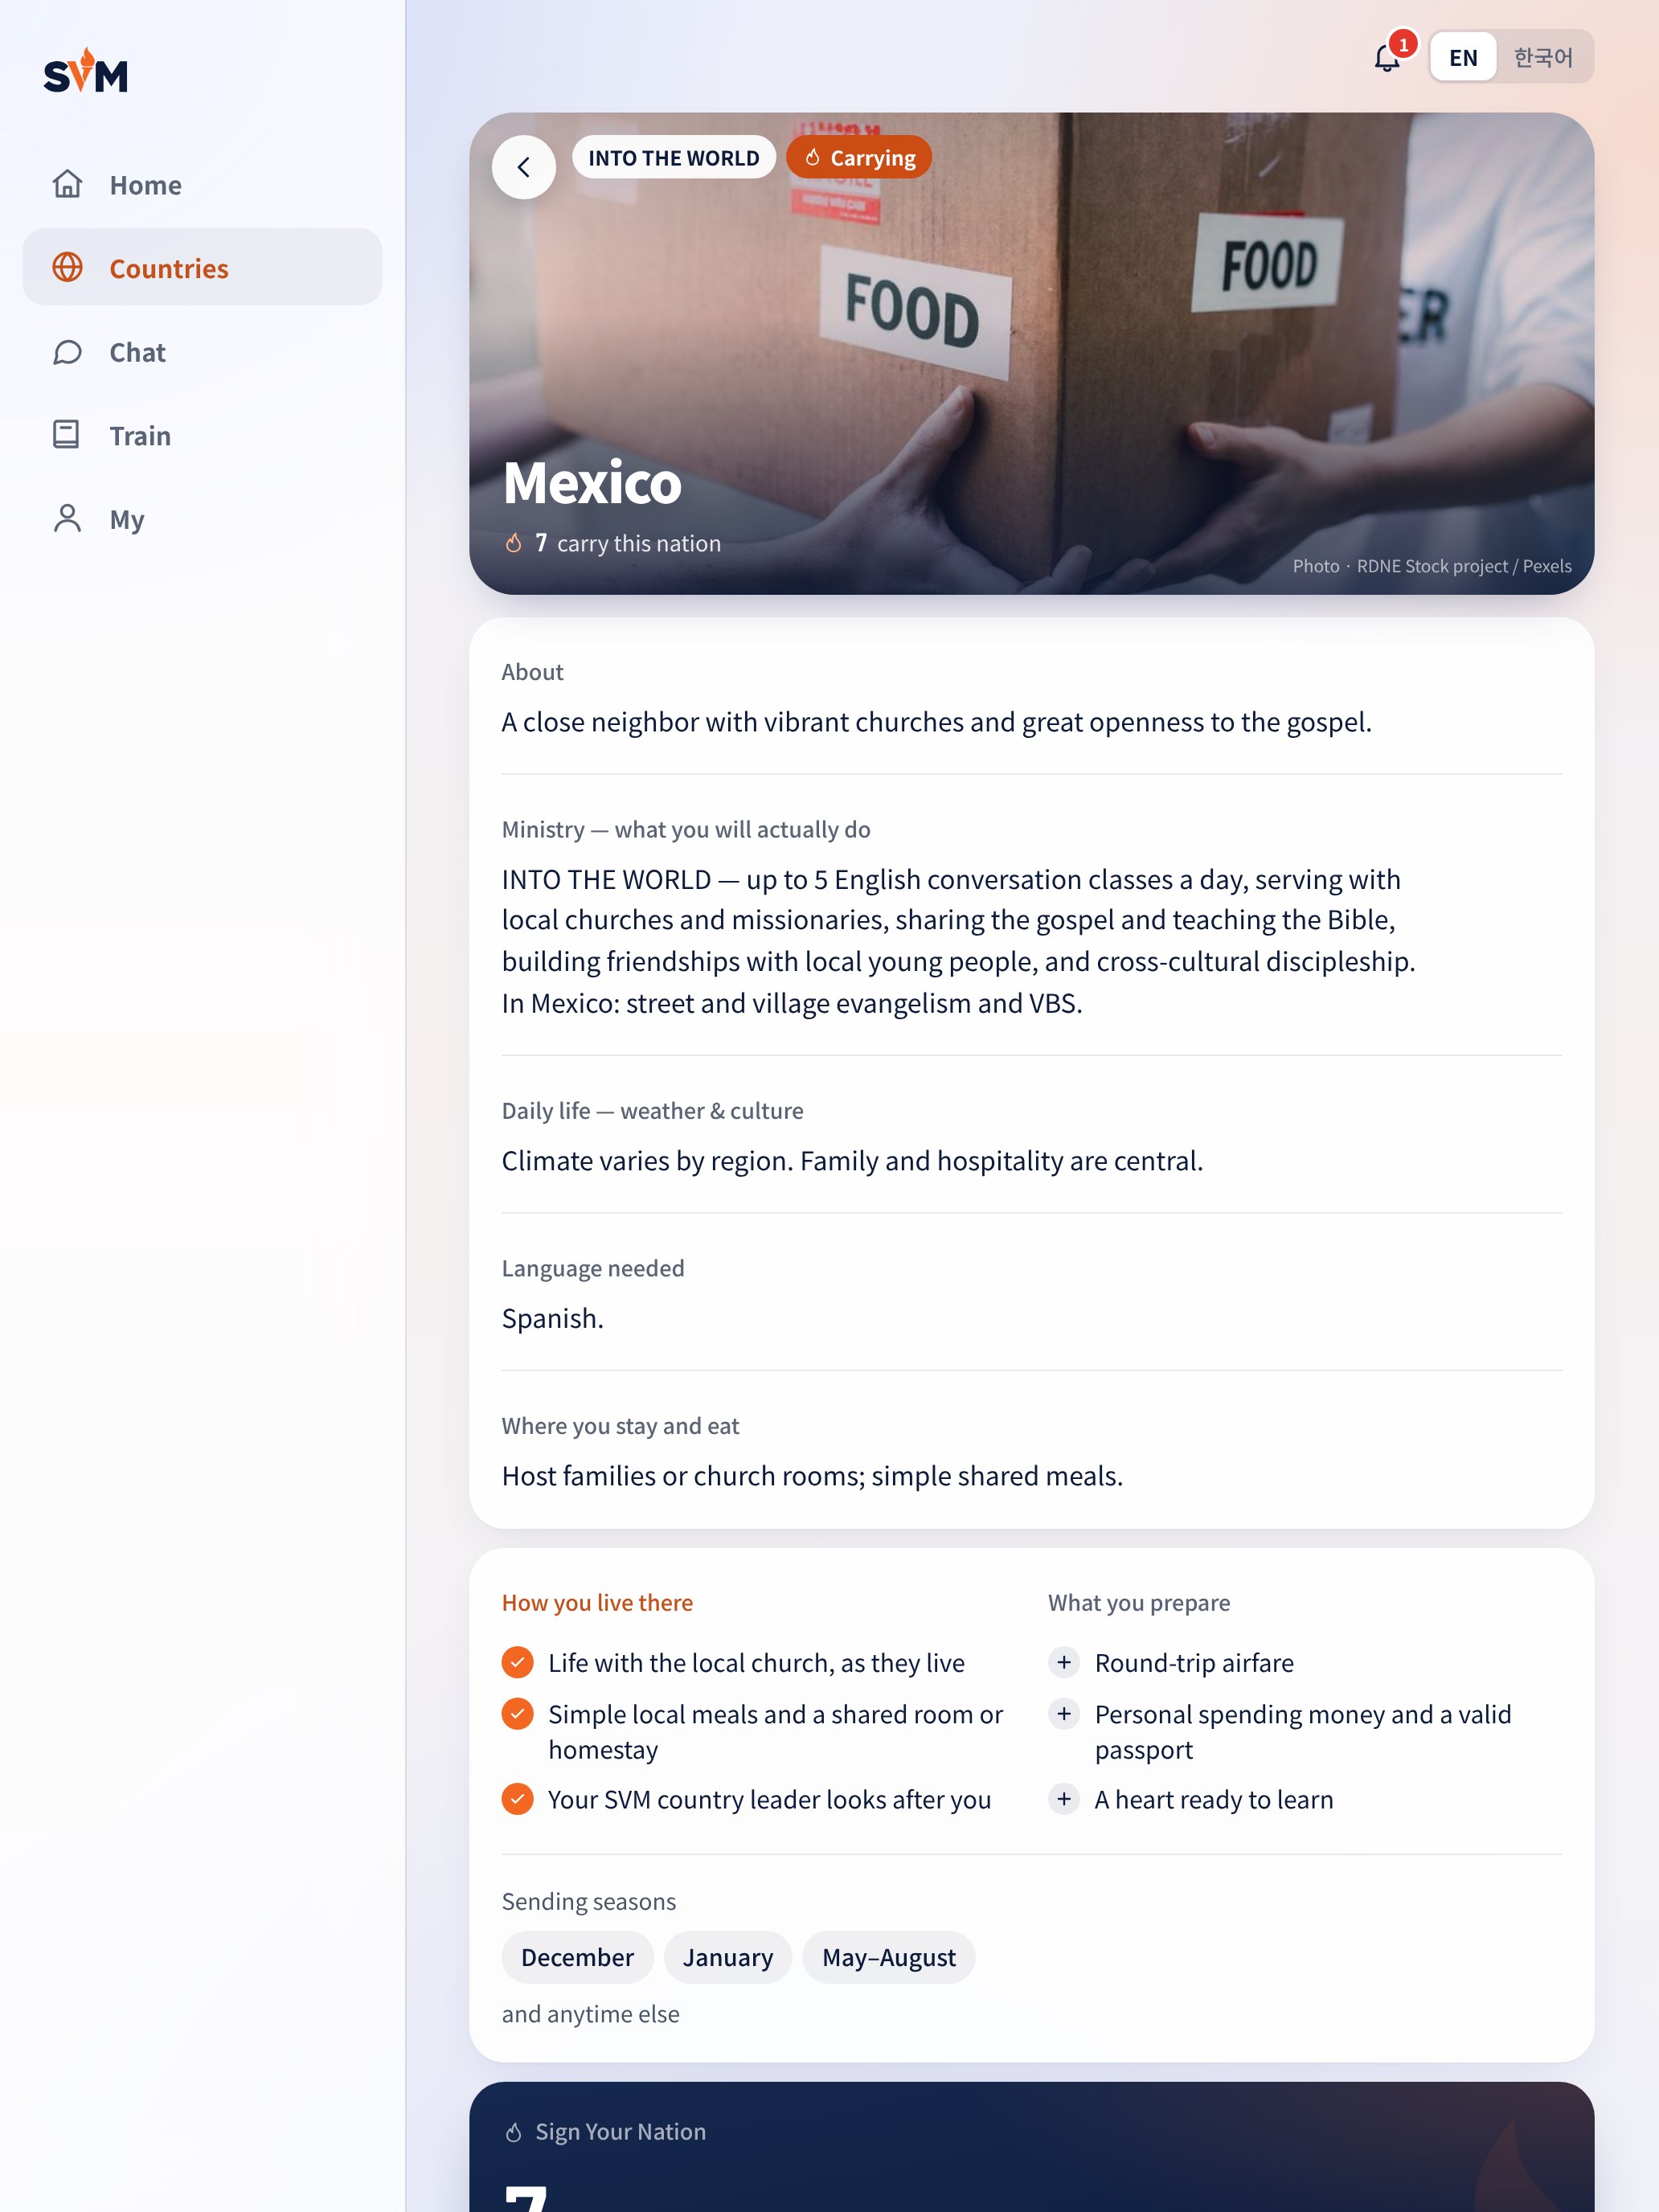 SVM
1
EN
한국어
Home
Countries
Chat
Train
My
INTO THE WORLD
Carrying
FOOD
FOOD
ER
Mexico
7 carry this nation
Photo · RDNE Stock project / Pexels
About
A close neighbor with vibrant churches and great openness to the gospel.
Ministry — what you will actually do
INTO THE WORLD — up to 5 English conversation classes a day, serving with
local churches and missionaries, sharing the gospel and teaching the Bible,
building friendships with local young people, and cross-cultural discipleship.
In Mexico: street and village evangelism and VBS.
Daily life — weather & culture
Climate varies by region. Family and hospitality are central.
Language needed
Spanish.
Where you stay and eat
Host families or church rooms; simple shared meals.
How you live there
Life with the local church, as they live
Simple local meals and a shared room or
homestay
Your SVM country leader looks after you
What you prepare
Round-trip airfare
Personal spending money and a valid
passport
A heart ready to learn
Sending seasons
December
January
May–August
and anytime else
Sign Your Nation
7